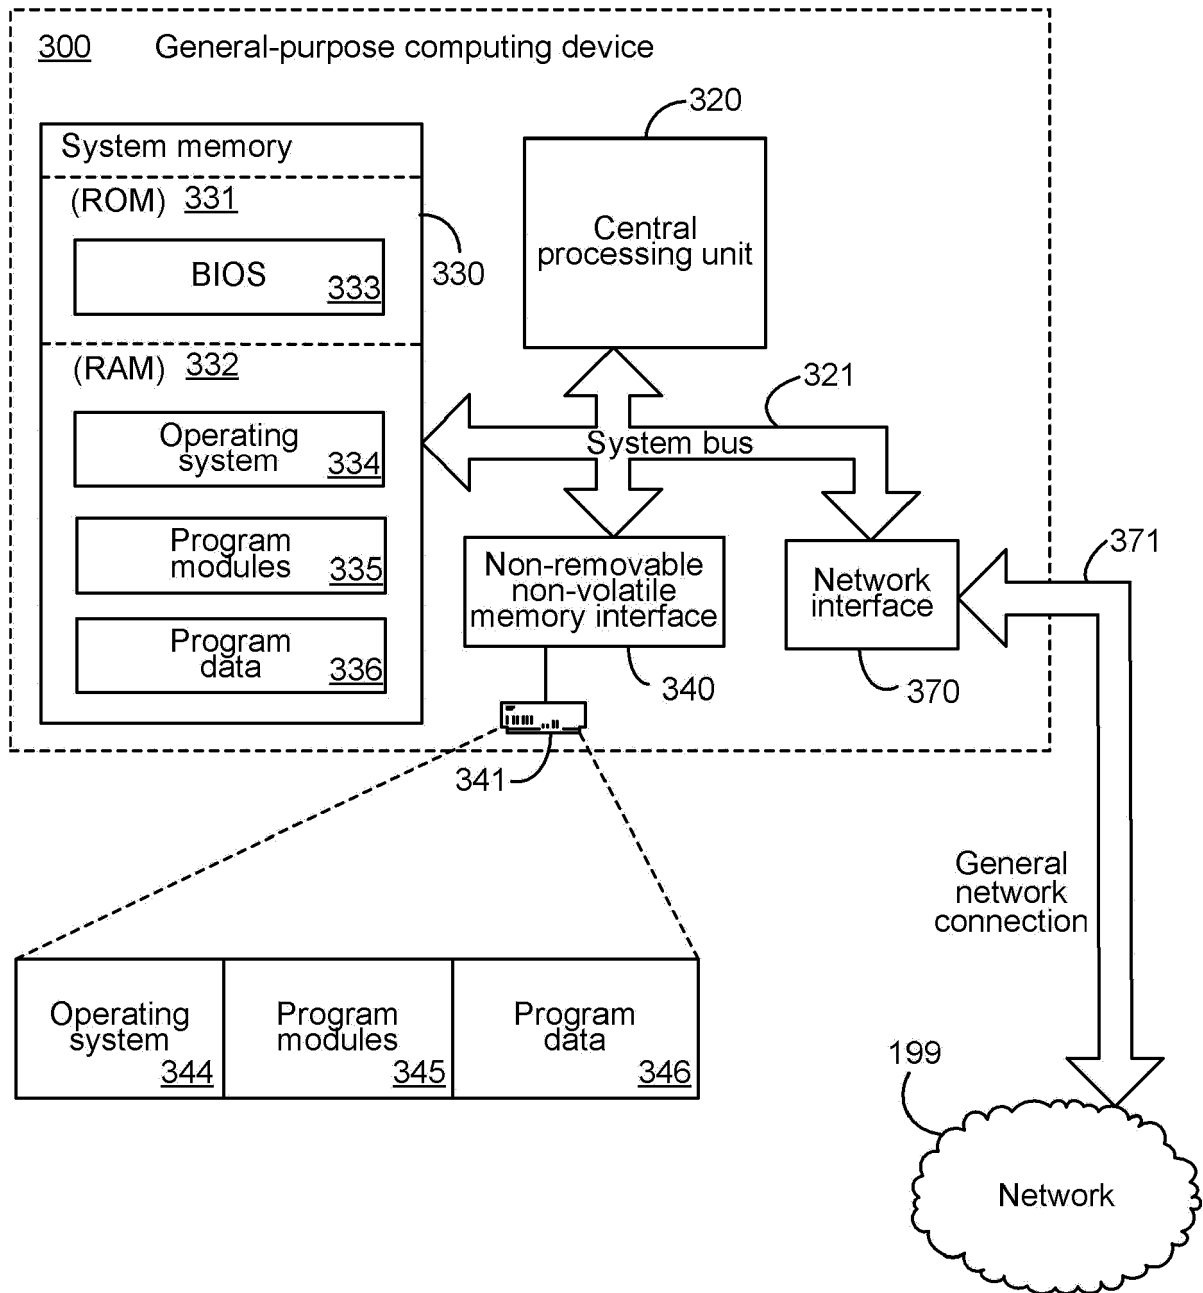 300 General-purpose computing device
320
System memory
(ROM) 331
BIOS 333
330
Central
processing unit
(RAM) 332
321
Operating
system 334
System bus
Program
modules 335
Non-removable
non-volatile
memory interface
Network
interface
371
Program
data 336
340
370
341
General
network
connection
Operating
system 344
Program
modules 345
Program
data 346
199
Network